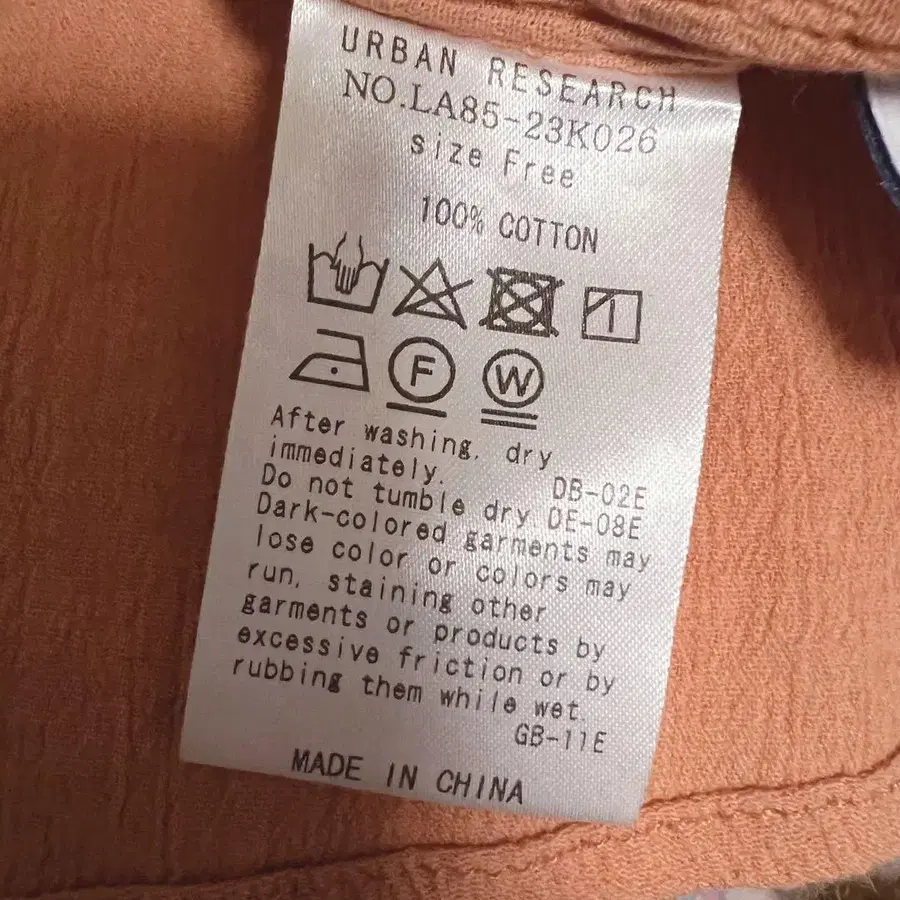 URBAN RESEARCH
NO.LA85-23K026
size Free
100% COTTON
F W
After washing, dry
immediately. DB-02E
Do not tumble dry. DE-08E
Dark-colored garments may
lose color or colors may
run, staining other
garments or products by
excessive friction or by
rubbing them while wet.
GB-11E
MADE IN CHINA